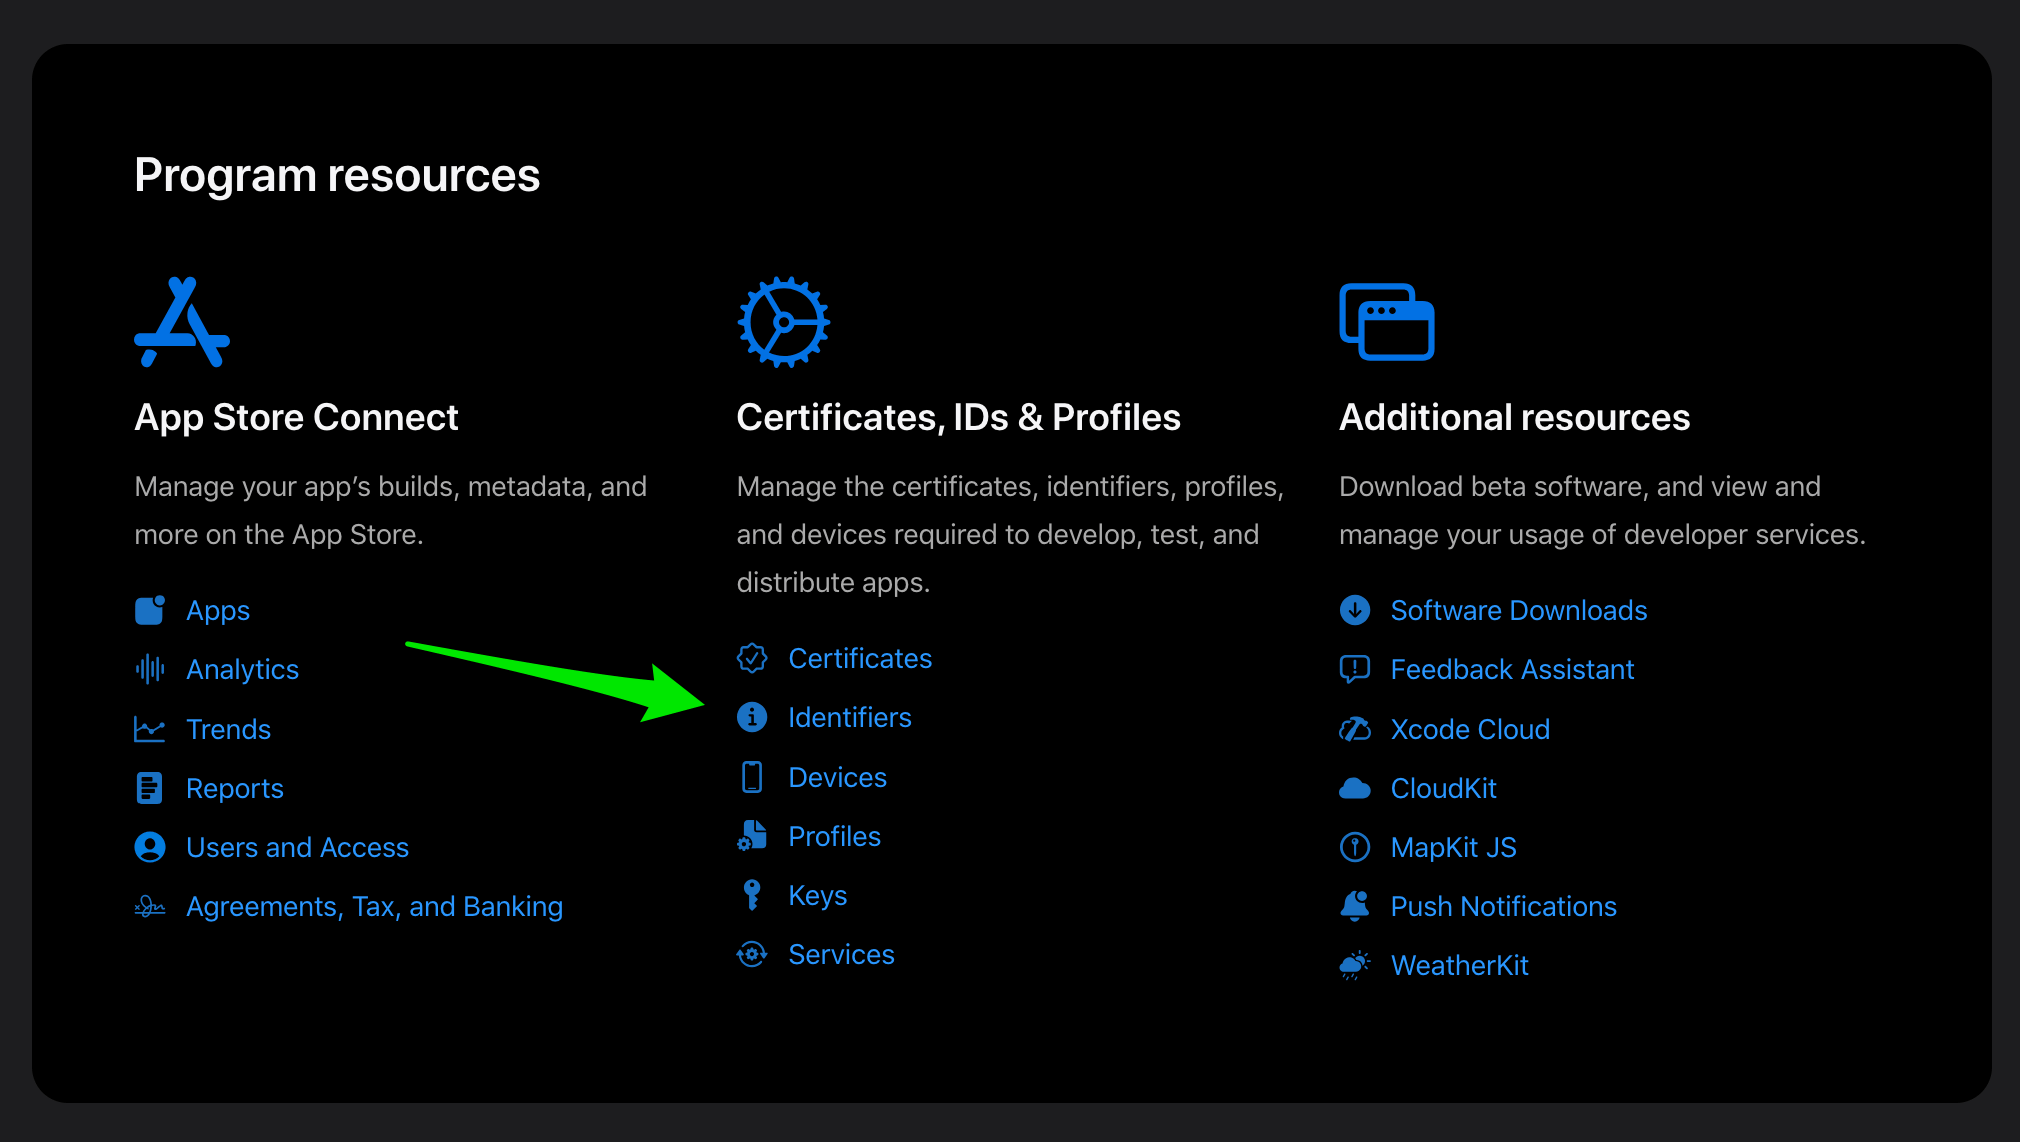 Program resources
App Store Connect
Manage your app’s builds, metadata, and
more on the App Store.
Apps
Analytics
Trends
Reports
Users and Access
Agreements, Tax, and Banking
Certificates, IDs & Profiles
Manage the certificates, identifiers, profiles,
and devices required to develop, test, and
distribute apps.
Certificates
Identifiers
Devices
Profiles
Keys
Services
Additional resources
Download beta software, and view and
manage your usage of developer services.
Software Downloads
Feedback Assistant
Xcode Cloud
CloudKit
MapKit JS
Push Notifications
WeatherKit